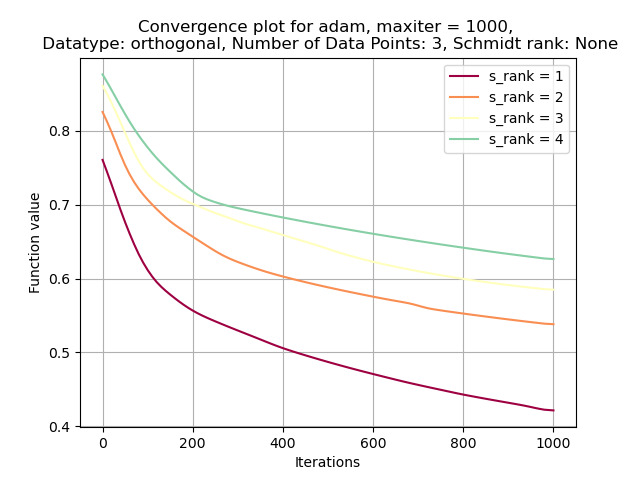 Convergence plot for adam, maxiter = 1000,
Datatype: orthogonal, Number of Data Points: 3, Schmidt rank: None
s_rank = 1
s_rank = 2
s_rank = 3
s_rank = 4
Function value
0.8
0.7
0.6
0.5
0.4
0 200 400 600 800 1000
Iterations